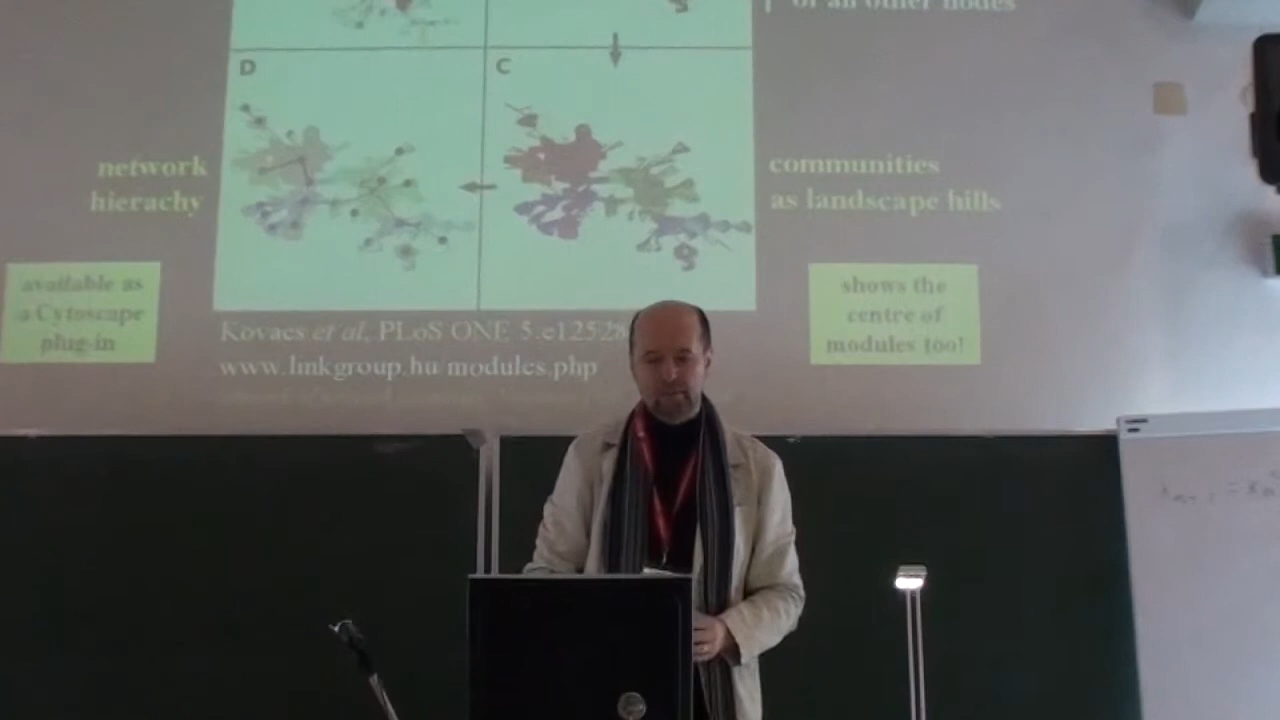 of all other nodes
D
C
network
hierachy
communities
as landscape hills
available as
a Cytoscape
plug-in
shows the
centre of
modules too!
Kovacs et al, PLoS ONE 5.e12528
www.linkgroup.hu modules.php